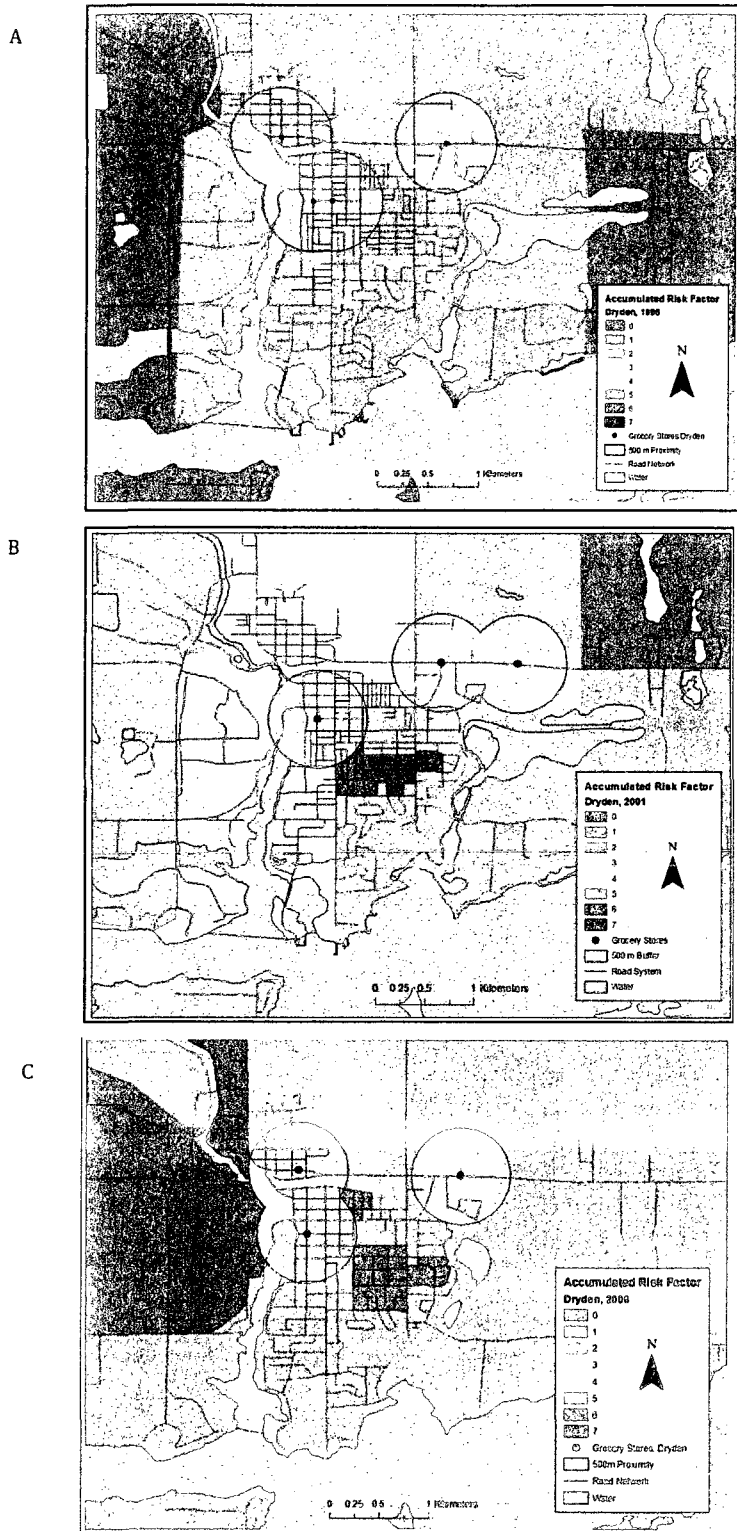 A
Accumulated Risk Factor
Dryden, 1996
0
1
2
3
4
5
6
7
Grocery Stores Dryden
500 m Proximity
Road Network
Water
N
0 0.25 0.5 1 Kilometers
B
Accumulated Risk Factor
Dryden, 2001
0
1
2
3
4
5
6
7
Grocery Stores
500 m Buffer
Road System
Water
N
0 0.25 0.5 1 Kilometers
C
Accumulated Risk Factor
Dryden, 2006
0
1
2
3
4
5
6
7
Grocery Stores, Dryden
500m Proximity
Road Network
Water
N
0 0.25 0.5 1 Kilometers